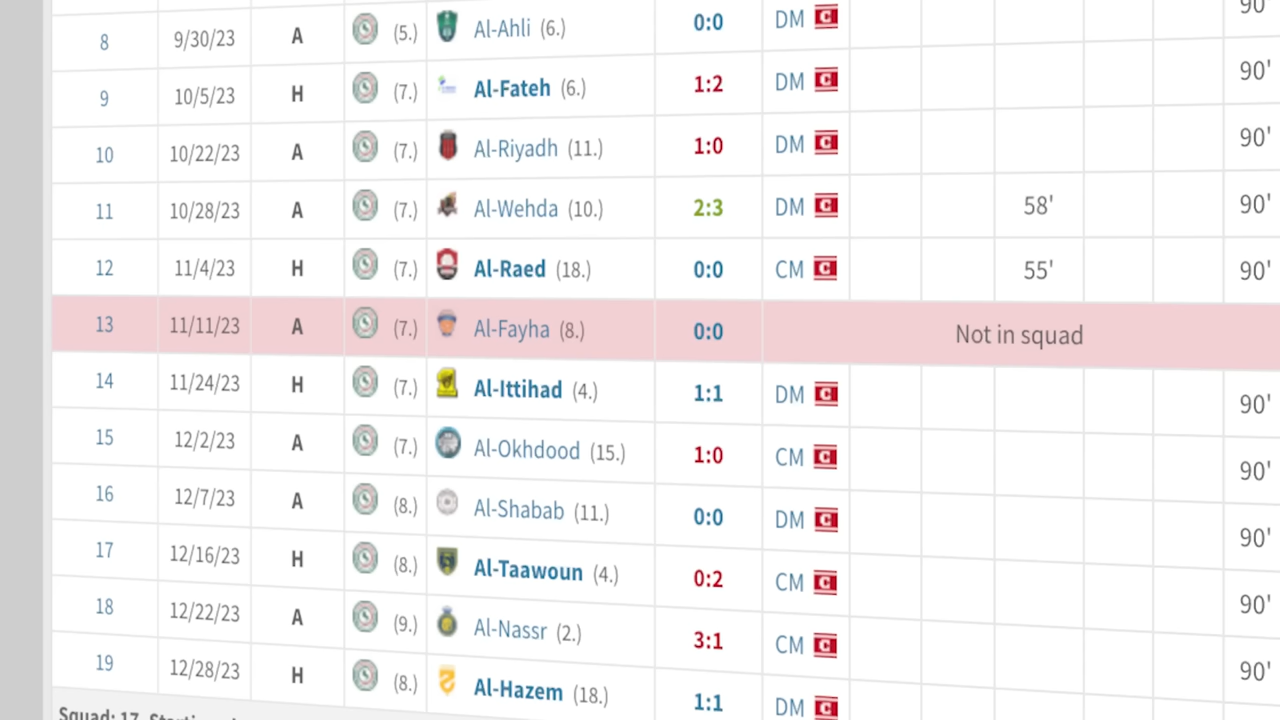 8 9/30/23 A (5.) Al-Ahli (6.) 0:0 DM C 90'
9 10/5/23 H (7.) Al-Fateh (6.) 1:2 DM C 90'
10 10/22/23 A (7.) Al-Riyadh (11.) 1:0 DM C 90'
11 10/28/23 A (7.) Al-Wehda (10.) 2:3 DM C 58' 90'
12 11/4/23 H (7.) Al-Raed (18.) 0:0 CM C 55' 90'
13 11/11/23 A (7.) Al-Fayha (8.) 0:0 Not in squad
14 11/24/23 H (7.) Al-Ittihad (4.) 1:1 DM C 90'
15 12/2/23 A (7.) Al-Okhdood (15.) 1:0 CM C 90'
16 12/7/23 A (8.) Al-Shabab (11.) 0:0 DM C 90'
17 12/16/23 H (8.) Al-Taawoun (4.) 0:2 CM C 90'
18 12/22/23 A (9.) Al-Nassr (2.) 3:1 CM C 90'
19 12/28/23 H (8.) Al-Hazem (18.) 1:1 DM C
Squad: 17,